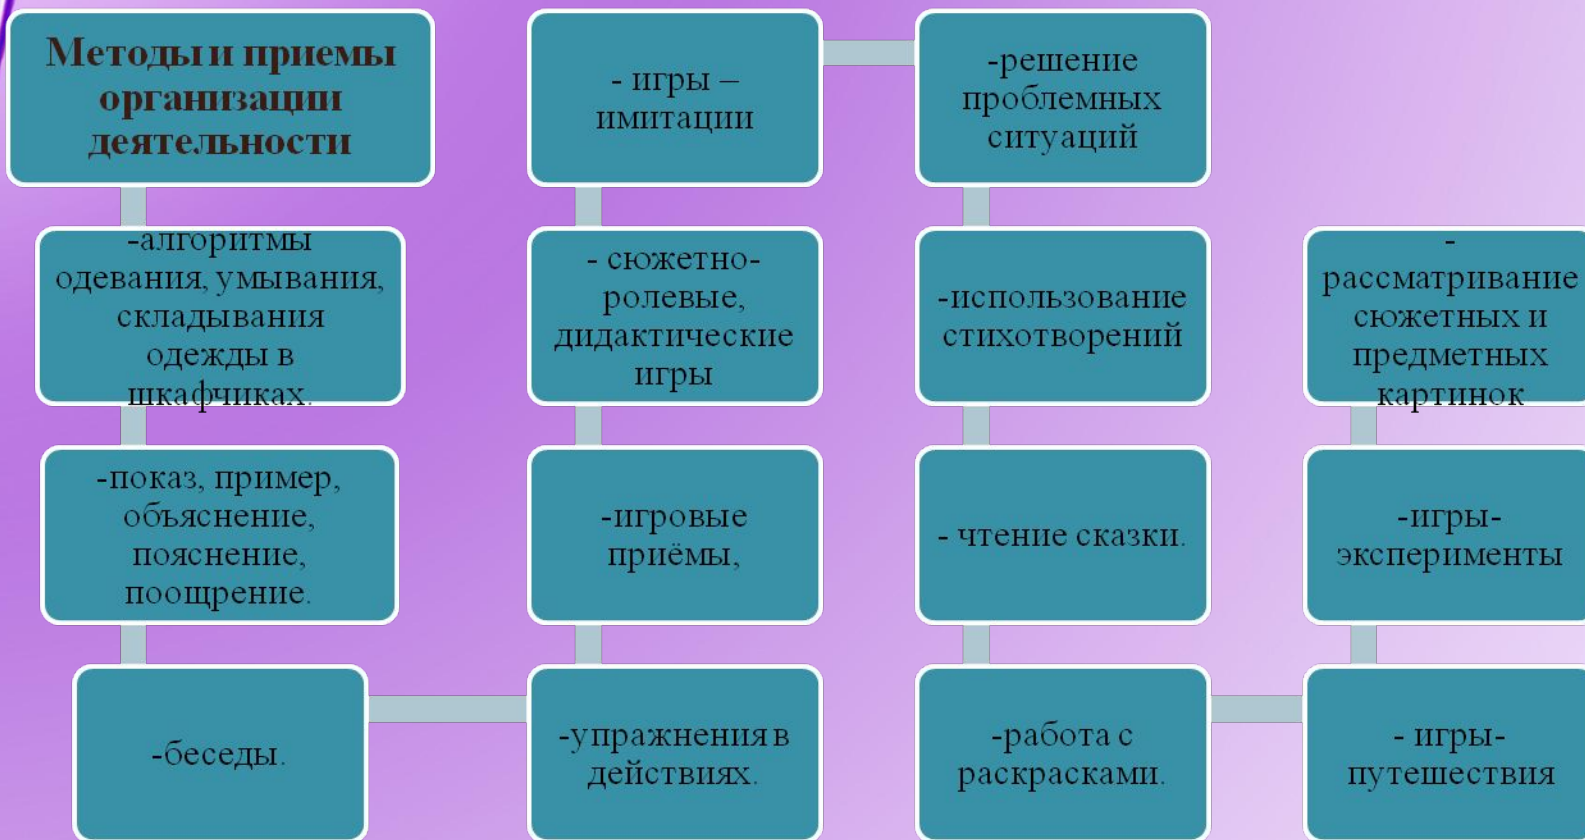 Методы и приемы
организации
деятельности
-алгоритмы
одевания, умывания,
складывания
одежды в
шкафчиках.
-показ, пример,
объяснение,
пояснение,
поощрение.
-беседы.
-упражнения в
действиях.
-игровые
приёмы,
- сюжетно-
ролевые,
дидактические
игры
- игры –
имитации
-решение
проблемных
ситуаций
-использование
стихотворений
- чтение сказки.
-работа с
раскрасками.
- игры-
путешествия
-игры-
эксперименты
-
рассматривание
сюжетных и
предметных
картинок